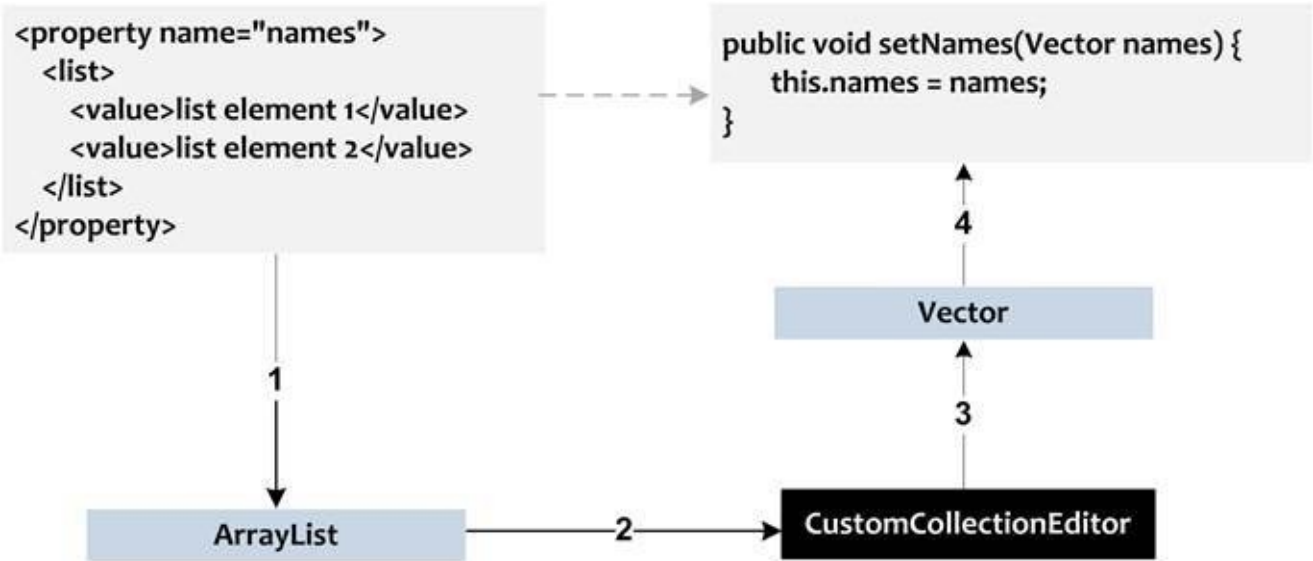 <property name="names">
<list>
<value>list element 1</value>
<value>list element 2</value>
</list>
</property>
public void setNames(Vector names) {
this.names = names;
}
4
Vector
1
3
ArrayList
2
CustomCollectionEditor